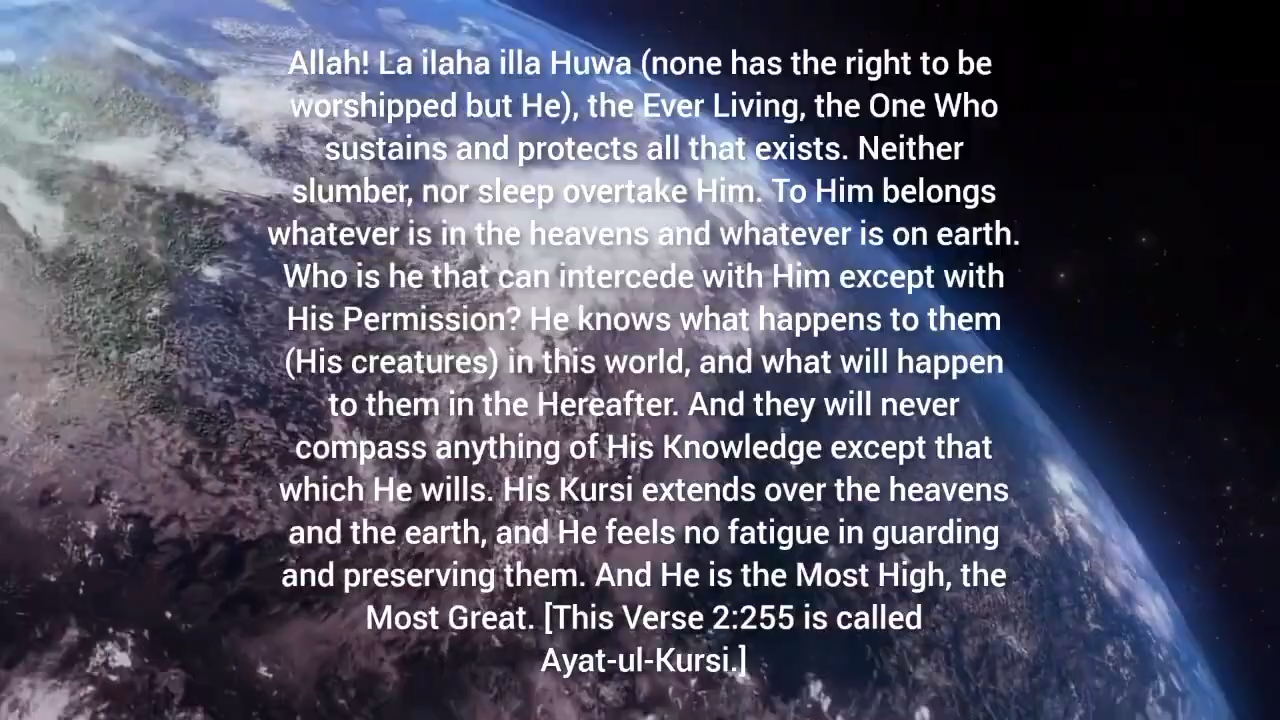 Allah! La ilaha illa Huwa (none has the right to be
worshipped but He), the Ever Living, the One Who
sustains and protects all that exists. Neither
slumber, nor sleep overtake Him. To Him belongs
whatever is in the heavens and whatever is on earth.
Who is he that can intercede with Him except with
His Permission? He knows what happens to them
(His creatures) in this world, and what will happen
to them in the Hereafter. And they will never
compass anything of His Knowledge except that
which He wills. His Kursi extends over the heavens
and the earth, and He feels no fatigue in guarding
and preserving them. And He is the Most High, the
Most Great. [This Verse 2:255 is called
Ayat-ul-Kursi.]